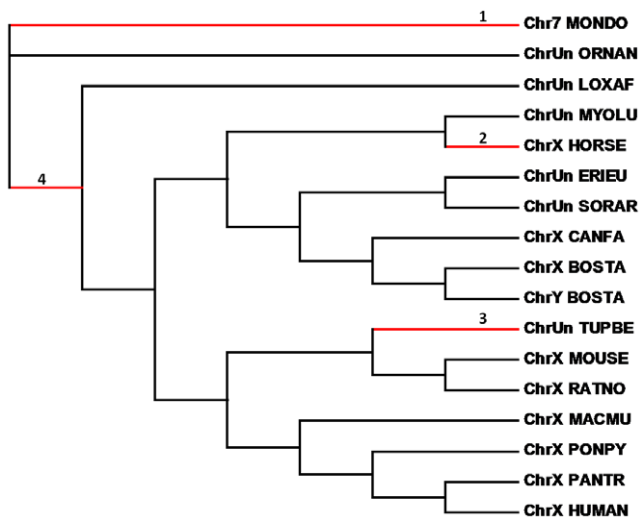 1
Chr7 MONDO
ChrUn ORNAN
ChrUn LOXAF
ChrUn MYOLU
2
ChrX HORSE
4
ChrUn ERIEU
ChrUn SORAR
ChrX CANFA
ChrX BOSTA
ChrY BOSTA
3
ChrUn TUPBE
ChrX MOUSE
ChrX RATNO
ChrX MACMU
ChrX PONPY
ChrX PANTR
ChrX HUMAN